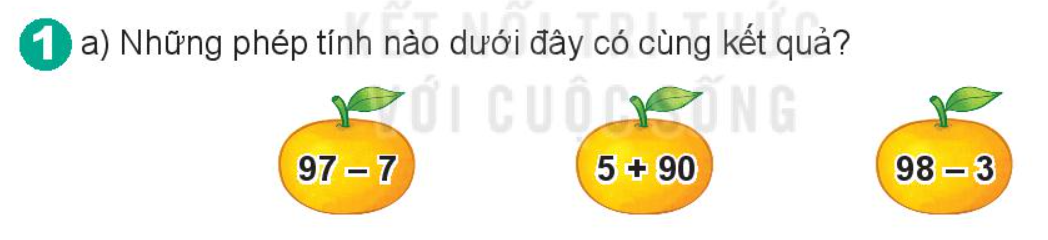 KẾT NỐI TRI THỨC
1 a) Những phép tính nào dưới đây có cùng kết quả?
VỚI CUỘC SỐNG
97 – 7 5 + 90 98 – 3